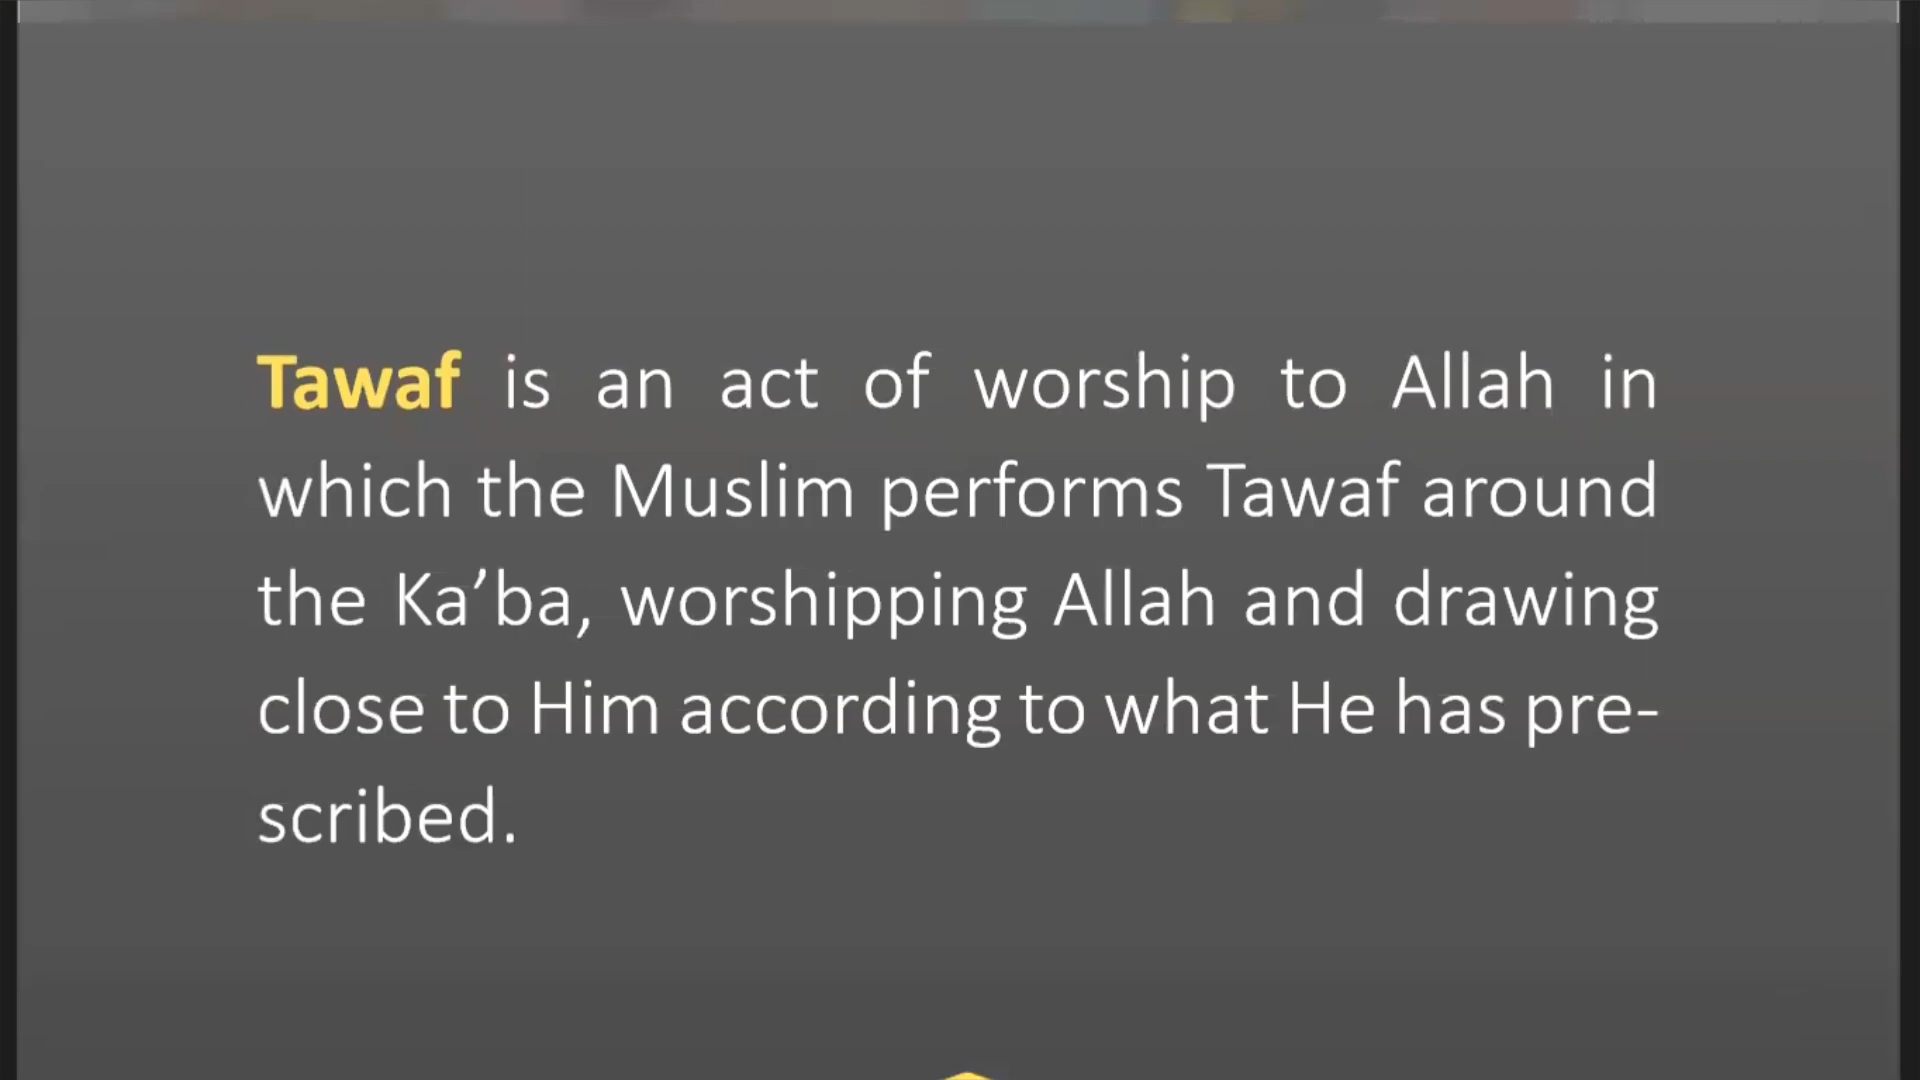 Tawaf is an act of worship to Allah in
which the Muslim performs Tawaf around
the Ka’ba, worshipping Allah and drawing
close to Him according to what He has pre-
scribed.